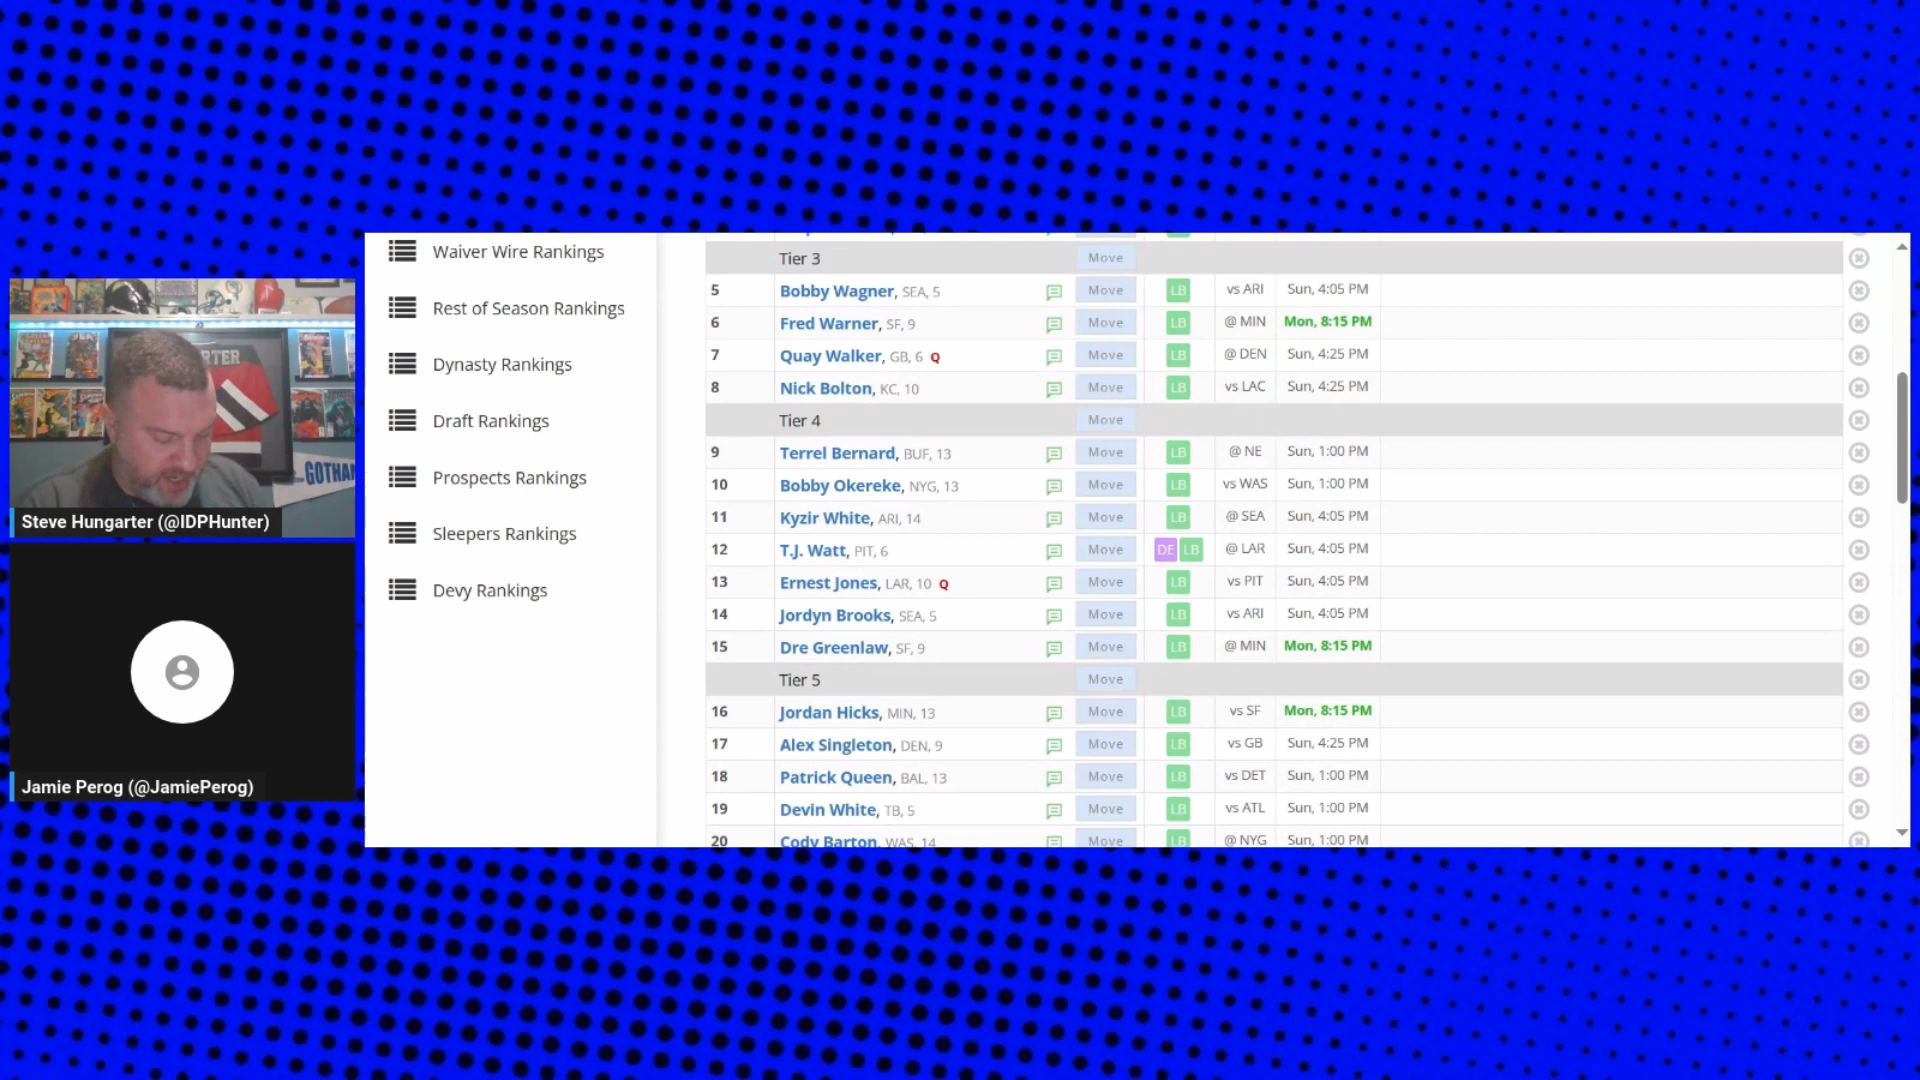 Waiver Wire Rankings
Rest of Season Rankings
Dynasty Rankings
Draft Rankings
Prospects Rankings
Sleepers Rankings
Devy Rankings
Tier 3 Move
5 Bobby Wagner, SEA, 5 Move LB vs ARI Sun, 4:05 PM
6 Fred Warner, SF, 9 Move LB @ MIN Mon, 8:15 PM
7 Quay Walker, GB, 6 Q Move LB @ DEN Sun, 4:25 PM
8 Nick Bolton, KC, 10 Move LB vs LAC Sun, 4:25 PM
Tier 4 Move
9 Terrel Bernard, BUF, 13 Move LB @ NE Sun, 1:00 PM
10 Bobby Okereke, NYG, 13 Move LB vs WAS Sun, 1:00 PM
11 Kyzir White, ARI, 14 Move LB @ SEA Sun, 4:05 PM
12 T.J. Watt, PIT, 6 Move DE LB @ LAR Sun, 4:05 PM
13 Ernest Jones, LAR, 10 Q Move LB vs PIT Sun, 4:05 PM
14 Jordyn Brooks, SEA, 5 Move LB vs ARI Sun, 4:05 PM
15 Dre Greenlaw, SF, 9 Move LB @ MIN Mon, 8:15 PM
Tier 5 Move
16 Jordan Hicks, MIN, 13 Move LB vs SF Mon, 8:15 PM
17 Alex Singleton, DEN, 9 Move LB vs GB Sun, 4:25 PM
18 Patrick Queen, BAL, 13 Move LB vs DET Sun, 1:00 PM
19 Devin White, TB, 5 Move LB vs ATL Sun, 1:00 PM
20 Cody Barton, WAS, 14 Move LB @ NYG Sun, 1:00 PM
RTER
GOTHAM
Steve Hungarter (@IDPHunter)
Jamie Perog (@JamiePerog)